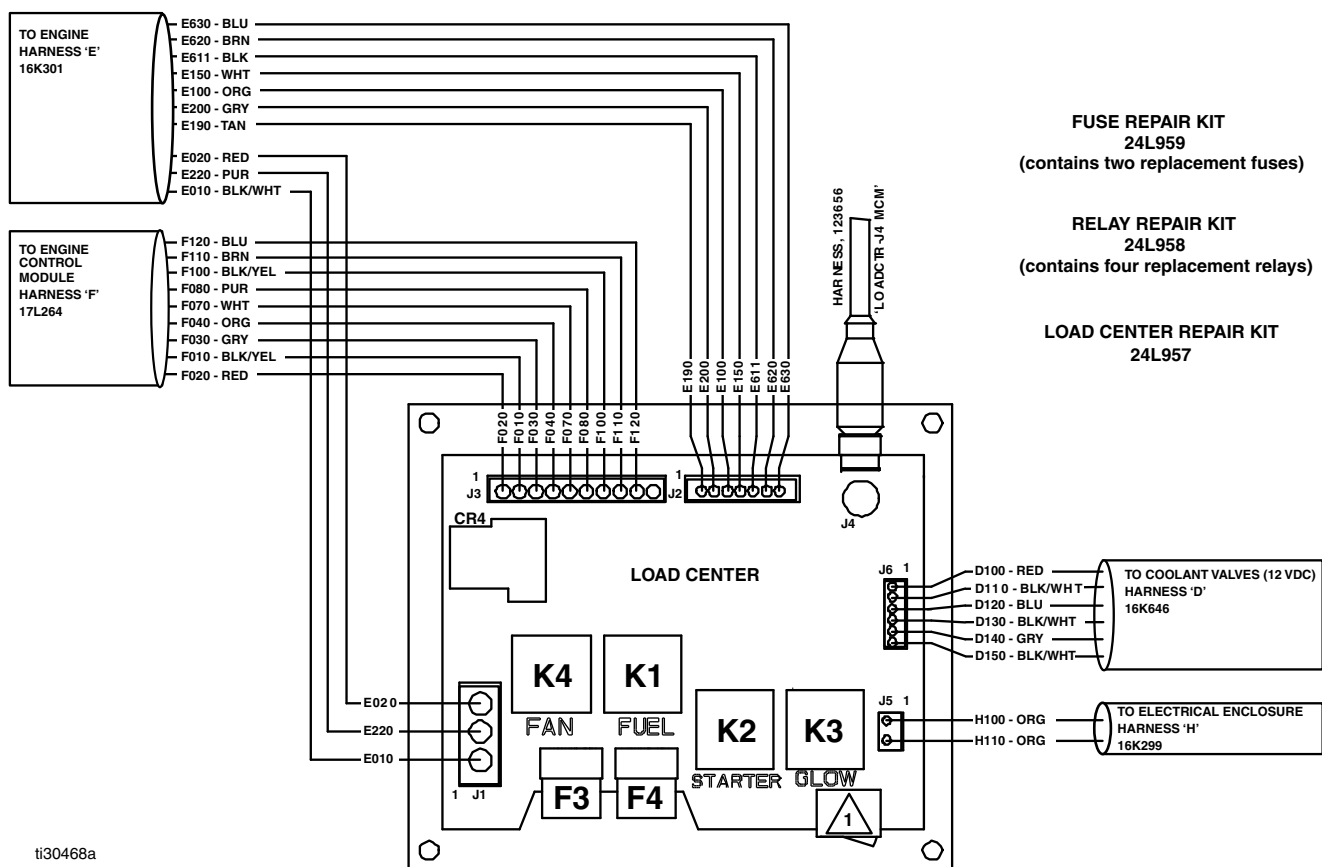 TO ENGINE
HARNESS 'E'
16K301
E630 - BLU
E620 - BRN
E611 - BLK
E150 - WHT
E100 - ORG
E200 - GRY
E190 - TAN
E020 - RED
E220 - PUR
E010 - BLK/WHT
TO ENGINE
CONTROL
MODULE
HARNESS 'F'
17L264
F120 - BLU
F110 - BRN
F100 - BLK/YEL
F080 - PUR
F070 - WHT
F040 - ORG
F030 - GRY
F010 - BLK/YEL
F020 - RED
FUSE REPAIR KIT
24L959
(contains two replacement fuses)
RELAY REPAIR KIT
24L958
(contains four replacement relays)
LOAD CENTER REPAIR KIT
24L957
HARNESS, 123656
'LOADCTR-J4 MCM'
F020
F010
F030
F040
F070
F080
F100
F110
F120
E190
E200
E100
E150
E611
E620
E630
1
J3
1
J2
J4
CR4
LOAD CENTER
J6 1
D100 - RED
D110 - BLK/WHT
D120 - BLU
D130 - BLK/WHT
D140 - GRY
D150 - BLK/WHT
TO COOLANT VALVES (12 VDC)
HARNESS 'D'
16K646
J5 1
H100 - ORG
H110 - ORG
TO ELECTRICAL ENCLOSURE
HARNESS 'H'
16K299
E020
E220
E010
1 J1
K4
FAN
K1
FUEL
K2
STARTER
K3
GLOW
F3
F4
1
ti30468a